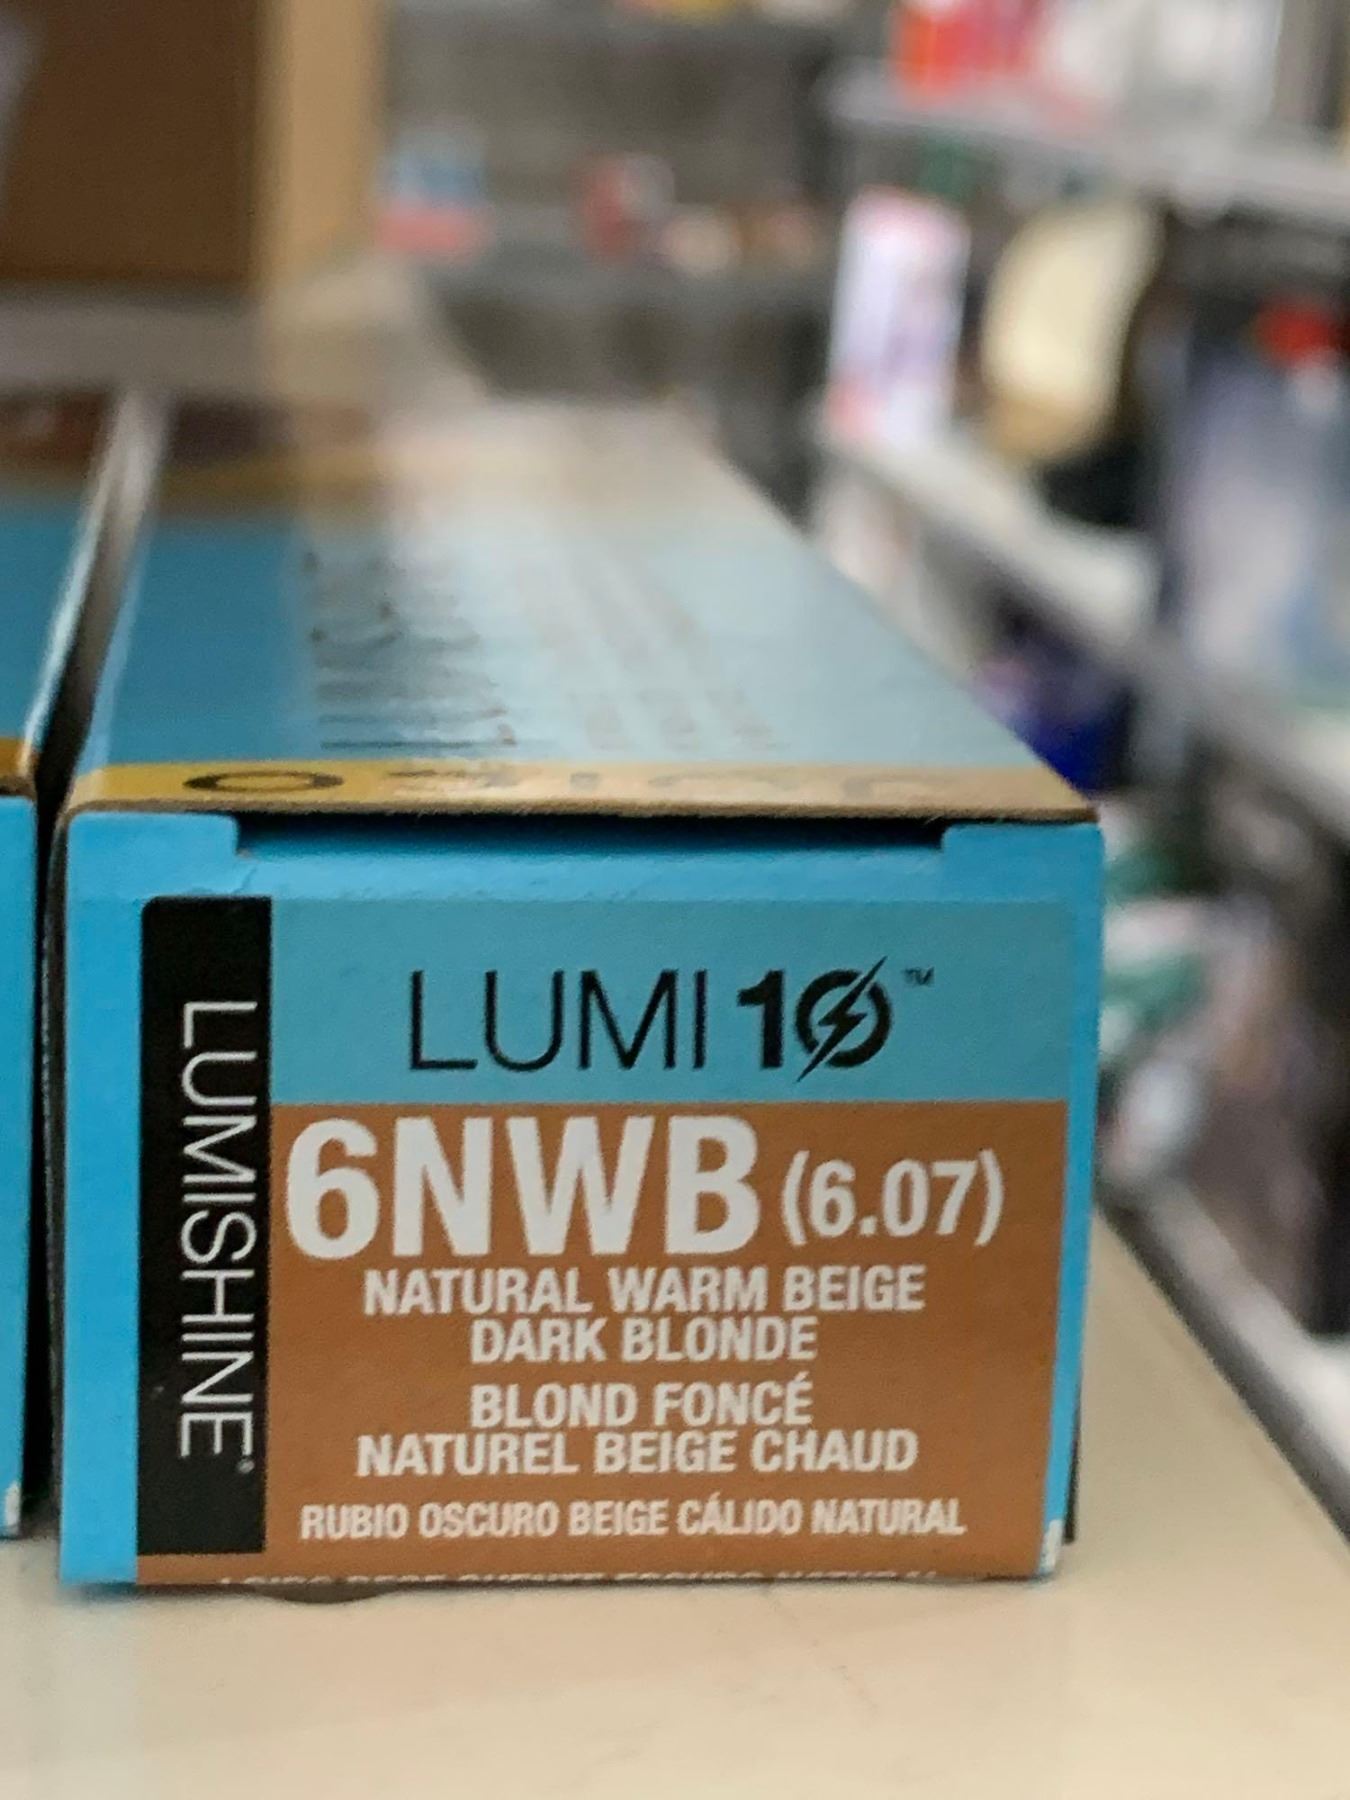 LUMISHINE®
LUMI 10™
6NWB (6.07)
NATURAL WARM BEIGE
DARK BLONDE
BLOND FONCÉ
NATUREL BEIGE CHAUD
RUBIO OSCURO BEIGE CÁLIDO NATURAL